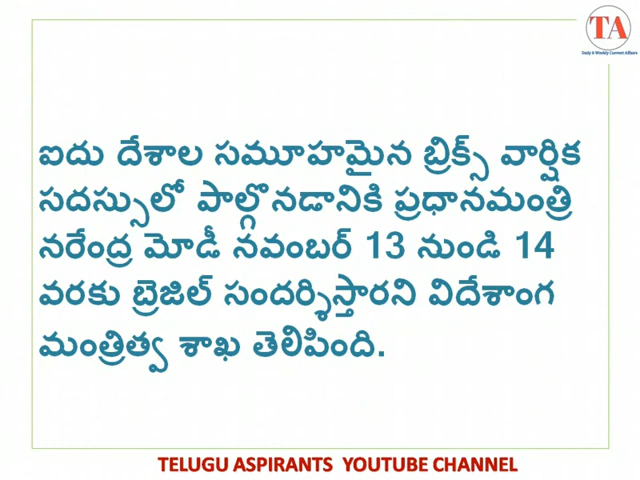 TA
Daily & Weekly Current Affairs
ఐదు దేశాల సమూహమైన బ్రిక్స్ వార్షిక
సదస్సులో పాల్గొనడానికి ప్రధానమంత్రి
నరేంద్ర మోడీ నవంబర్ 13 నుండి 14
వరకు బ్రెజిల్ సందర్శిస్తారని విదేశాంగ
మంత్రిత్వ శాఖ తెలిపింది.
TELUGU ASPIRANTS YOUTUBE CHANNEL